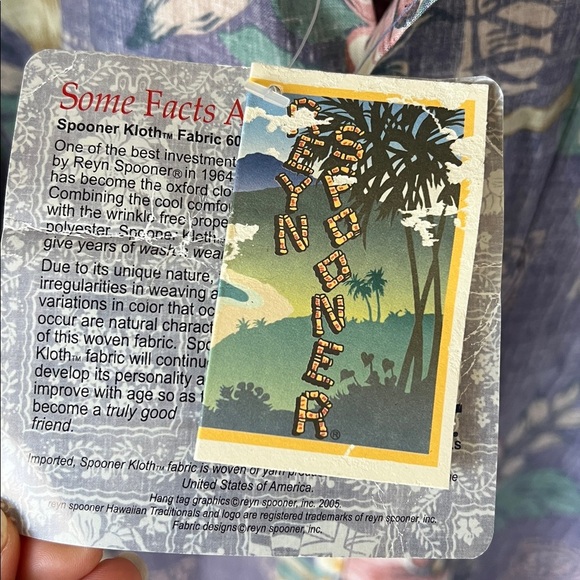 Some Facts A
Spooner Kloth™ Fabric 60
One of the best investment
by Reyn Spooner® in 1964
has become the oxford clo
Combining the cool comfo
with the wrinkle free prope
polyester, Spooner Kloth™
give years of wash & wear
Due to its unique nature,
irregularities in weaving a
variations in color that oc
occur are natural charact
of this woven fabric. Spo
Kloth™ fabric will continu
develop its personality a
improve with age so as
become a truly good
friend.
Imported, Spooner Kloth™ fabric is woven of yarn produ
United States of America.
Hang tag graphics©reyn spooner, inc. 2005.
reyn spooner Hawaiian Traditionals and logo are registered trademarks of reyn spooner, inc.
Fabric designs©reyn spooner, inc.
REYN
SPOONER®